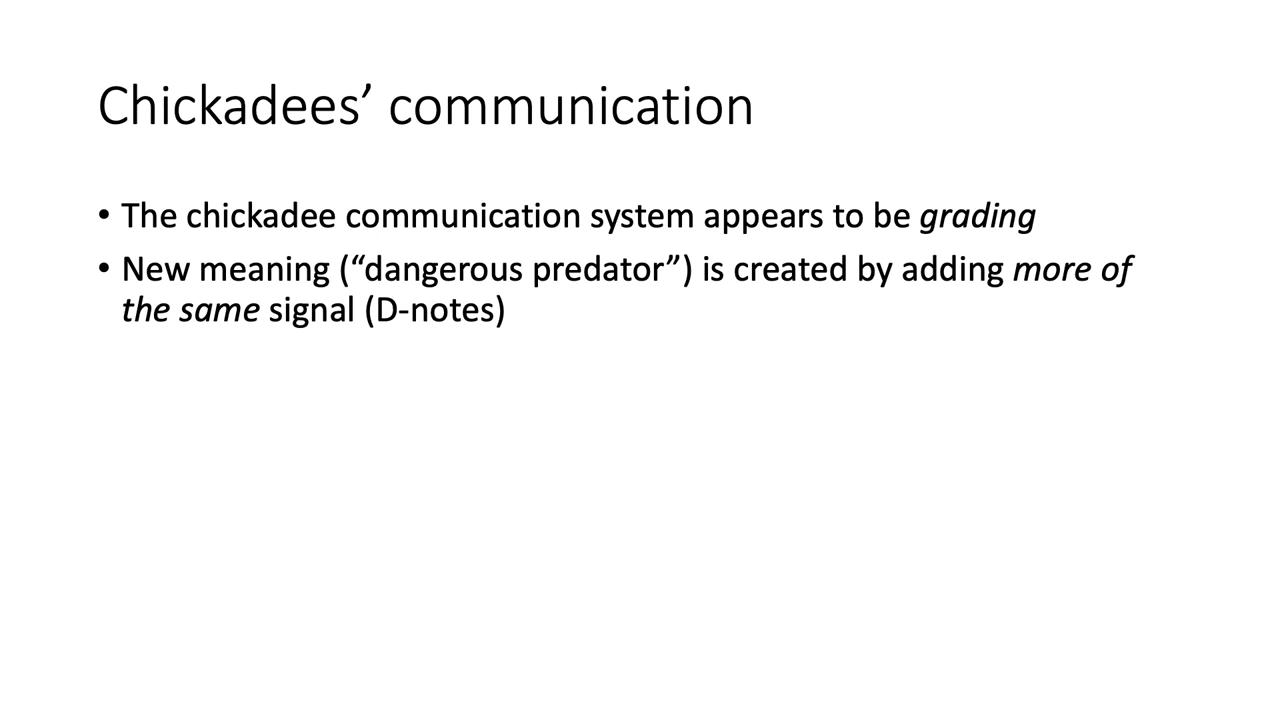 Chickadees’ communication
• The chickadee communication system appears to be grading
• New meaning (“dangerous predator”) is created by adding more of
the same signal (D-notes)